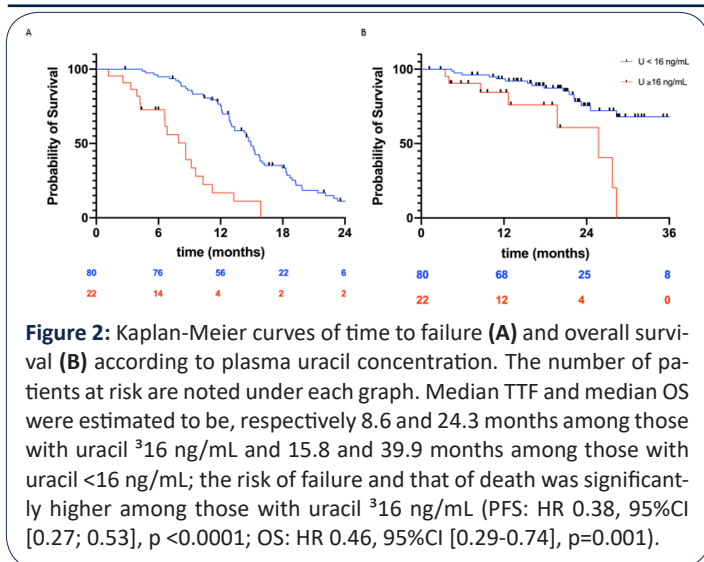 A
B
U < 16 ng/mL
U ≥16 ng/mL
100
50
0
Probability of Survival
0 6 12 18 24
time (months)
80 76 56 22 6
22 14 4 2 2
100
50
0
Probability of Survival
0 12 24 36
time (months)
80 68 25 8
22 12 4 0
Figure 2: Kaplan-Meier curves of time to failure (A) and overall survi-
val (B) according to plasma uracil concentration. The number of pa-
tients at risk are noted under each graph. Median TTF and median OS
were estimated to be, respectively 8.6 and 24.3 months among those
with uracil ³16 ng/mL and 15.8 and 39.9 months among those with
uracil <16 ng/mL; the risk of failure and that of death was significant-
ly higher among those with uracil ³16 ng/mL (PFS: HR 0.38, 95%CI
[0.27; 0.53], p <0.0001; OS: HR 0.46, 95%CI [0.29-0.74], p=0.001).